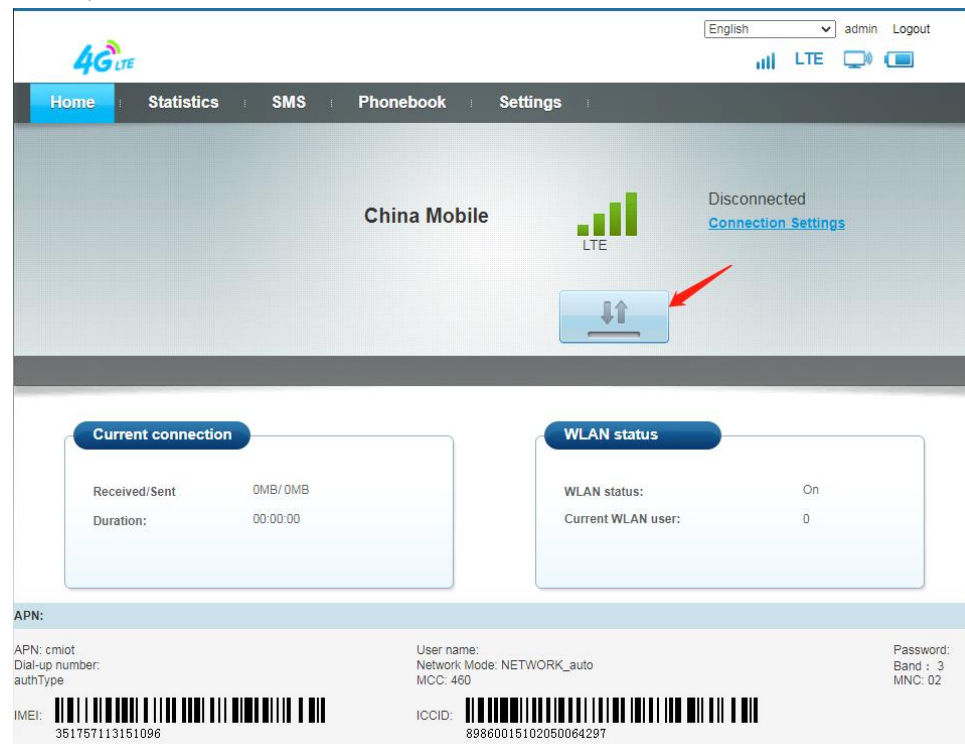 English admin Logout
4G LTE
LTE
Home Statistics SMS Phonebook Settings
China Mobile
LTE
Disconnected
Connection Settings
Current connection
Received/Sent 0MB/ 0MB
Duration: 00:00:00
WLAN status
WLAN status: On
Current WLAN user: 0
APN:
APN: cmiot User name: Password:
Dial-up number: Network Mode: NETWORK_auto Band : 3
authType MCC: 460 MNC: 02
IMEI: ICCID:
351757113151096 89860015102050064297